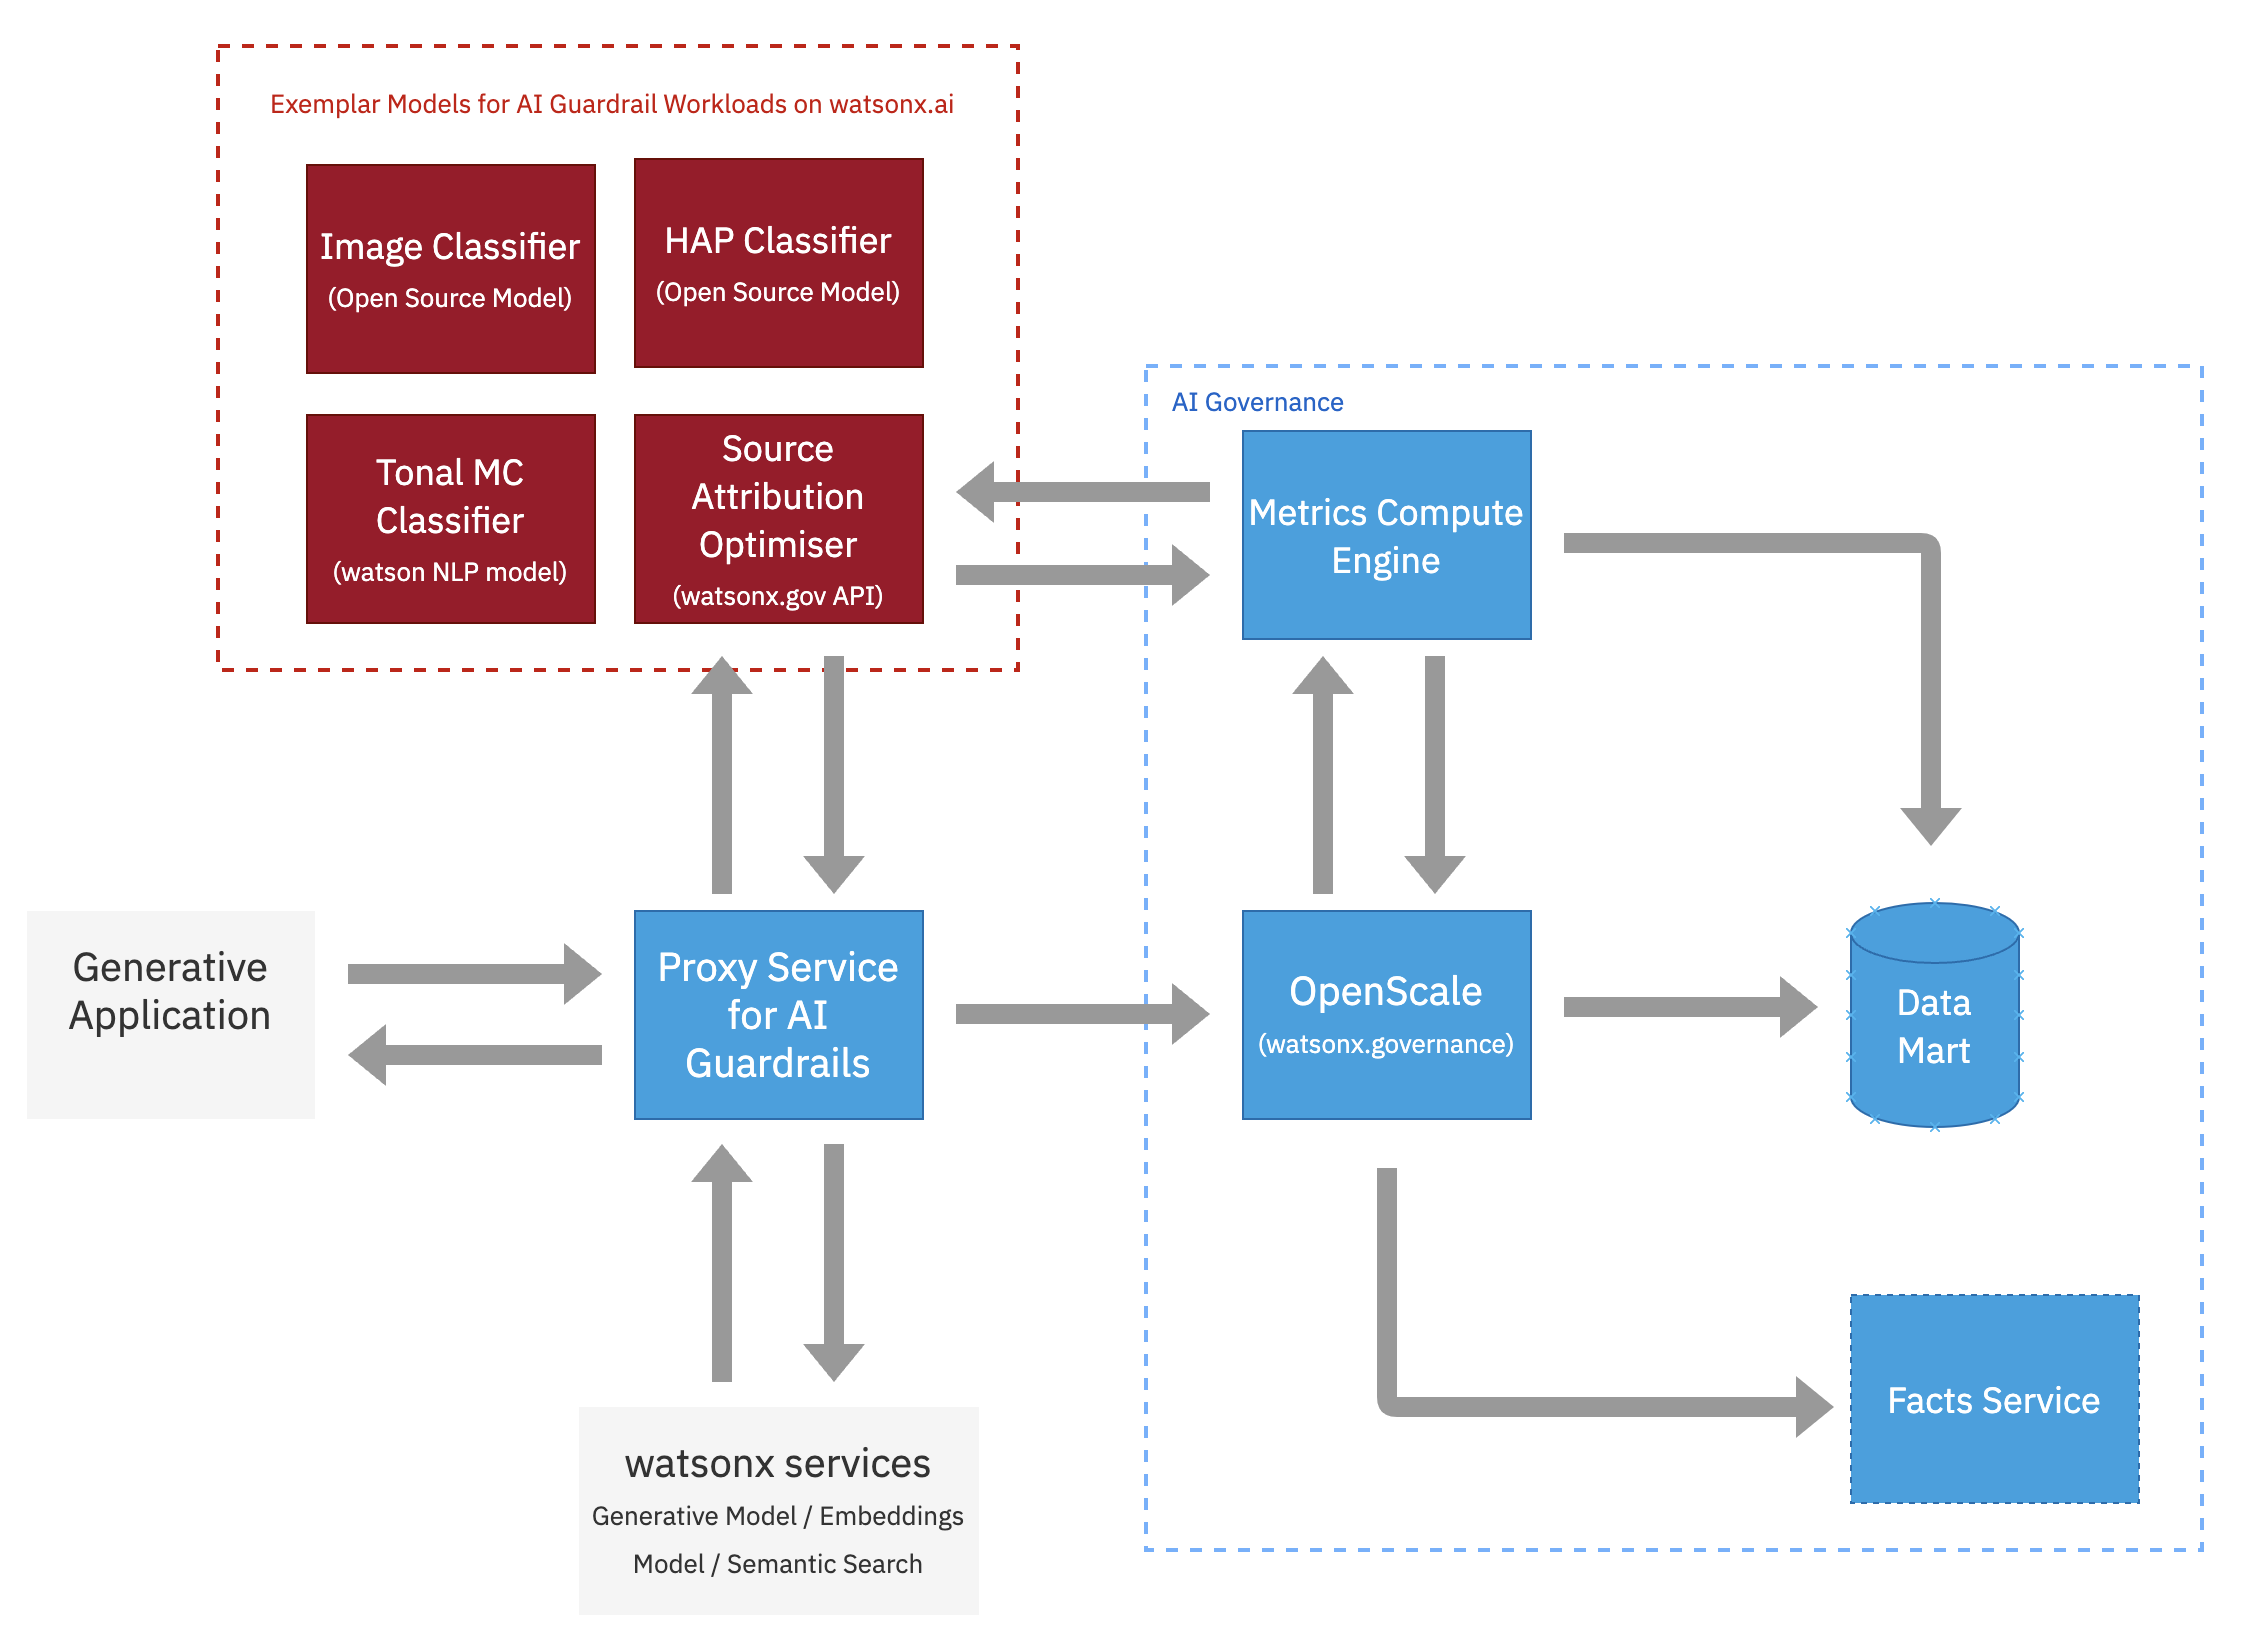 Exemplar Models for AI Guardrail Workloads on watsonx.ai
Image Classifier
(Open Source Model)
HAP Classifier
(Open Source Model)
Tonal MC
Classifier
(watson NLP model)
Source
Attribution
Optimiser
(watsonx.gov API)
AI Governance
Metrics Compute
Engine
Generative
Application
Proxy Service
for AI
Guardrails
OpenScale
(watsonx.governance)
Data
Mart
watsonx services
Generative Model / Embeddings
Model / Semantic Search
Facts Service